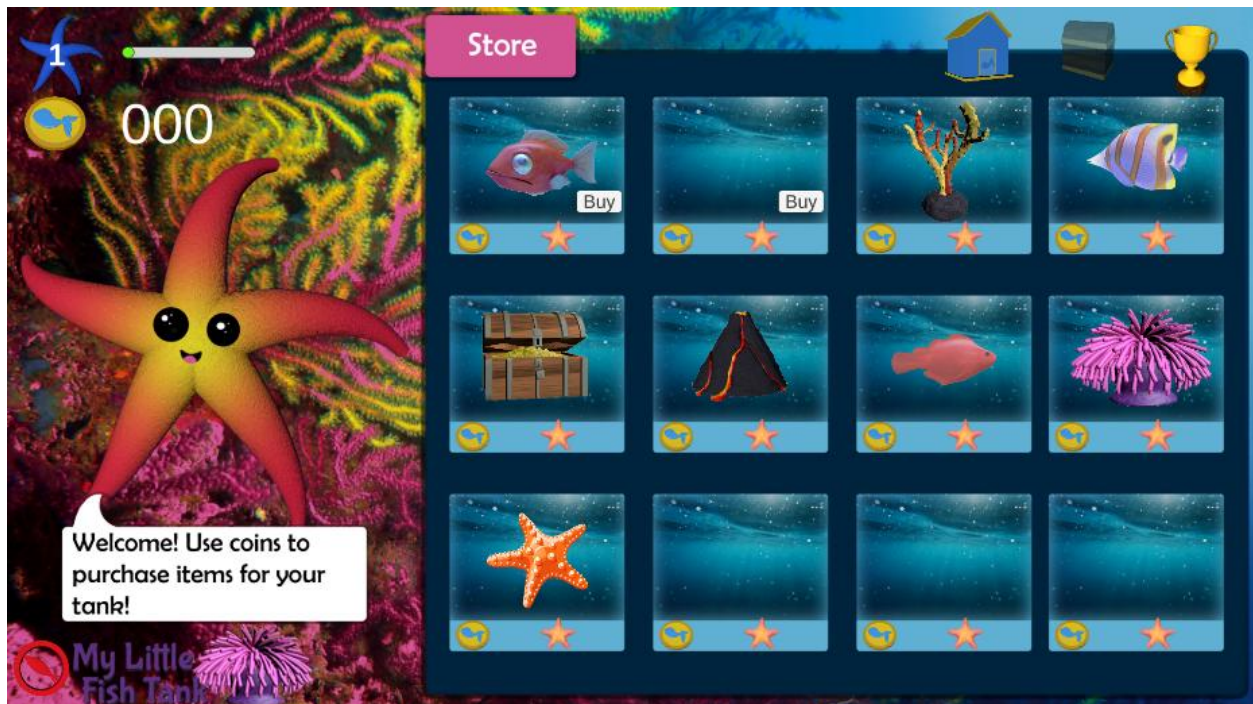 1
Store
000
Buy
Buy
Welcome! Use coins to
purchase items for your
tank!
My Little
Fish Tank